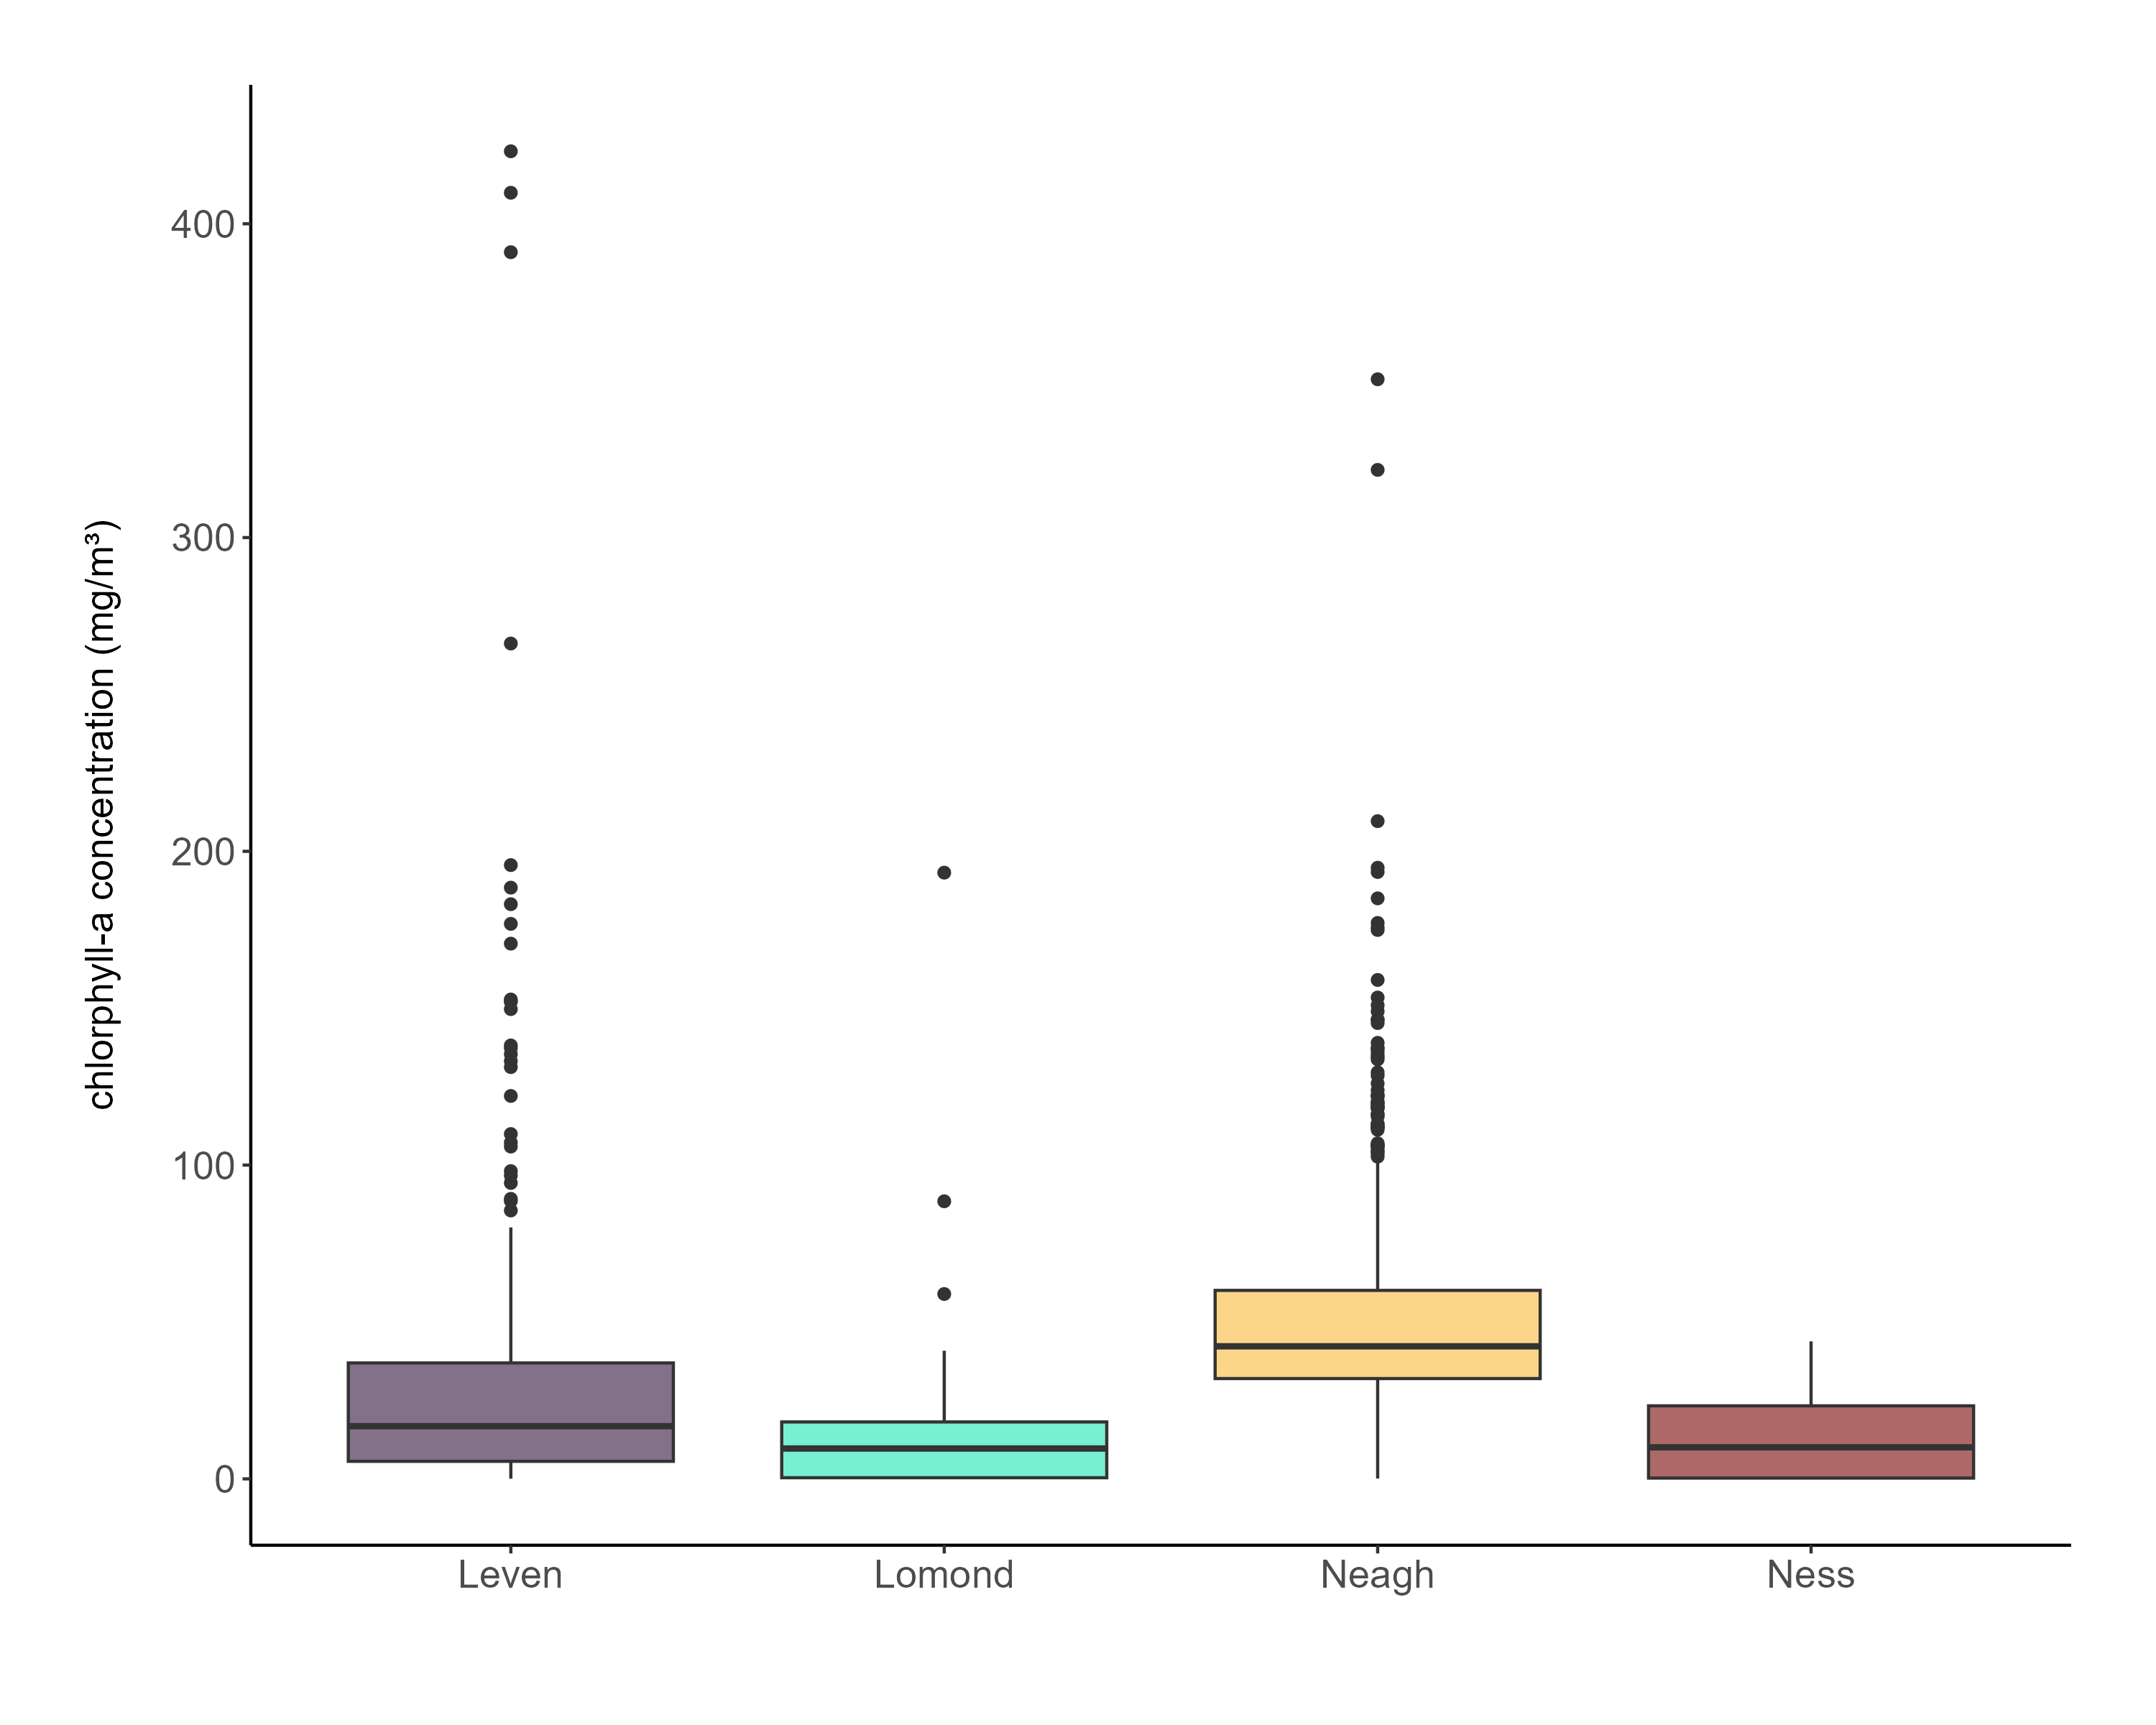 chlorphyll-a concentration (mg/m³)
400
300
200
100
0
Leven Lomond Neagh Ness